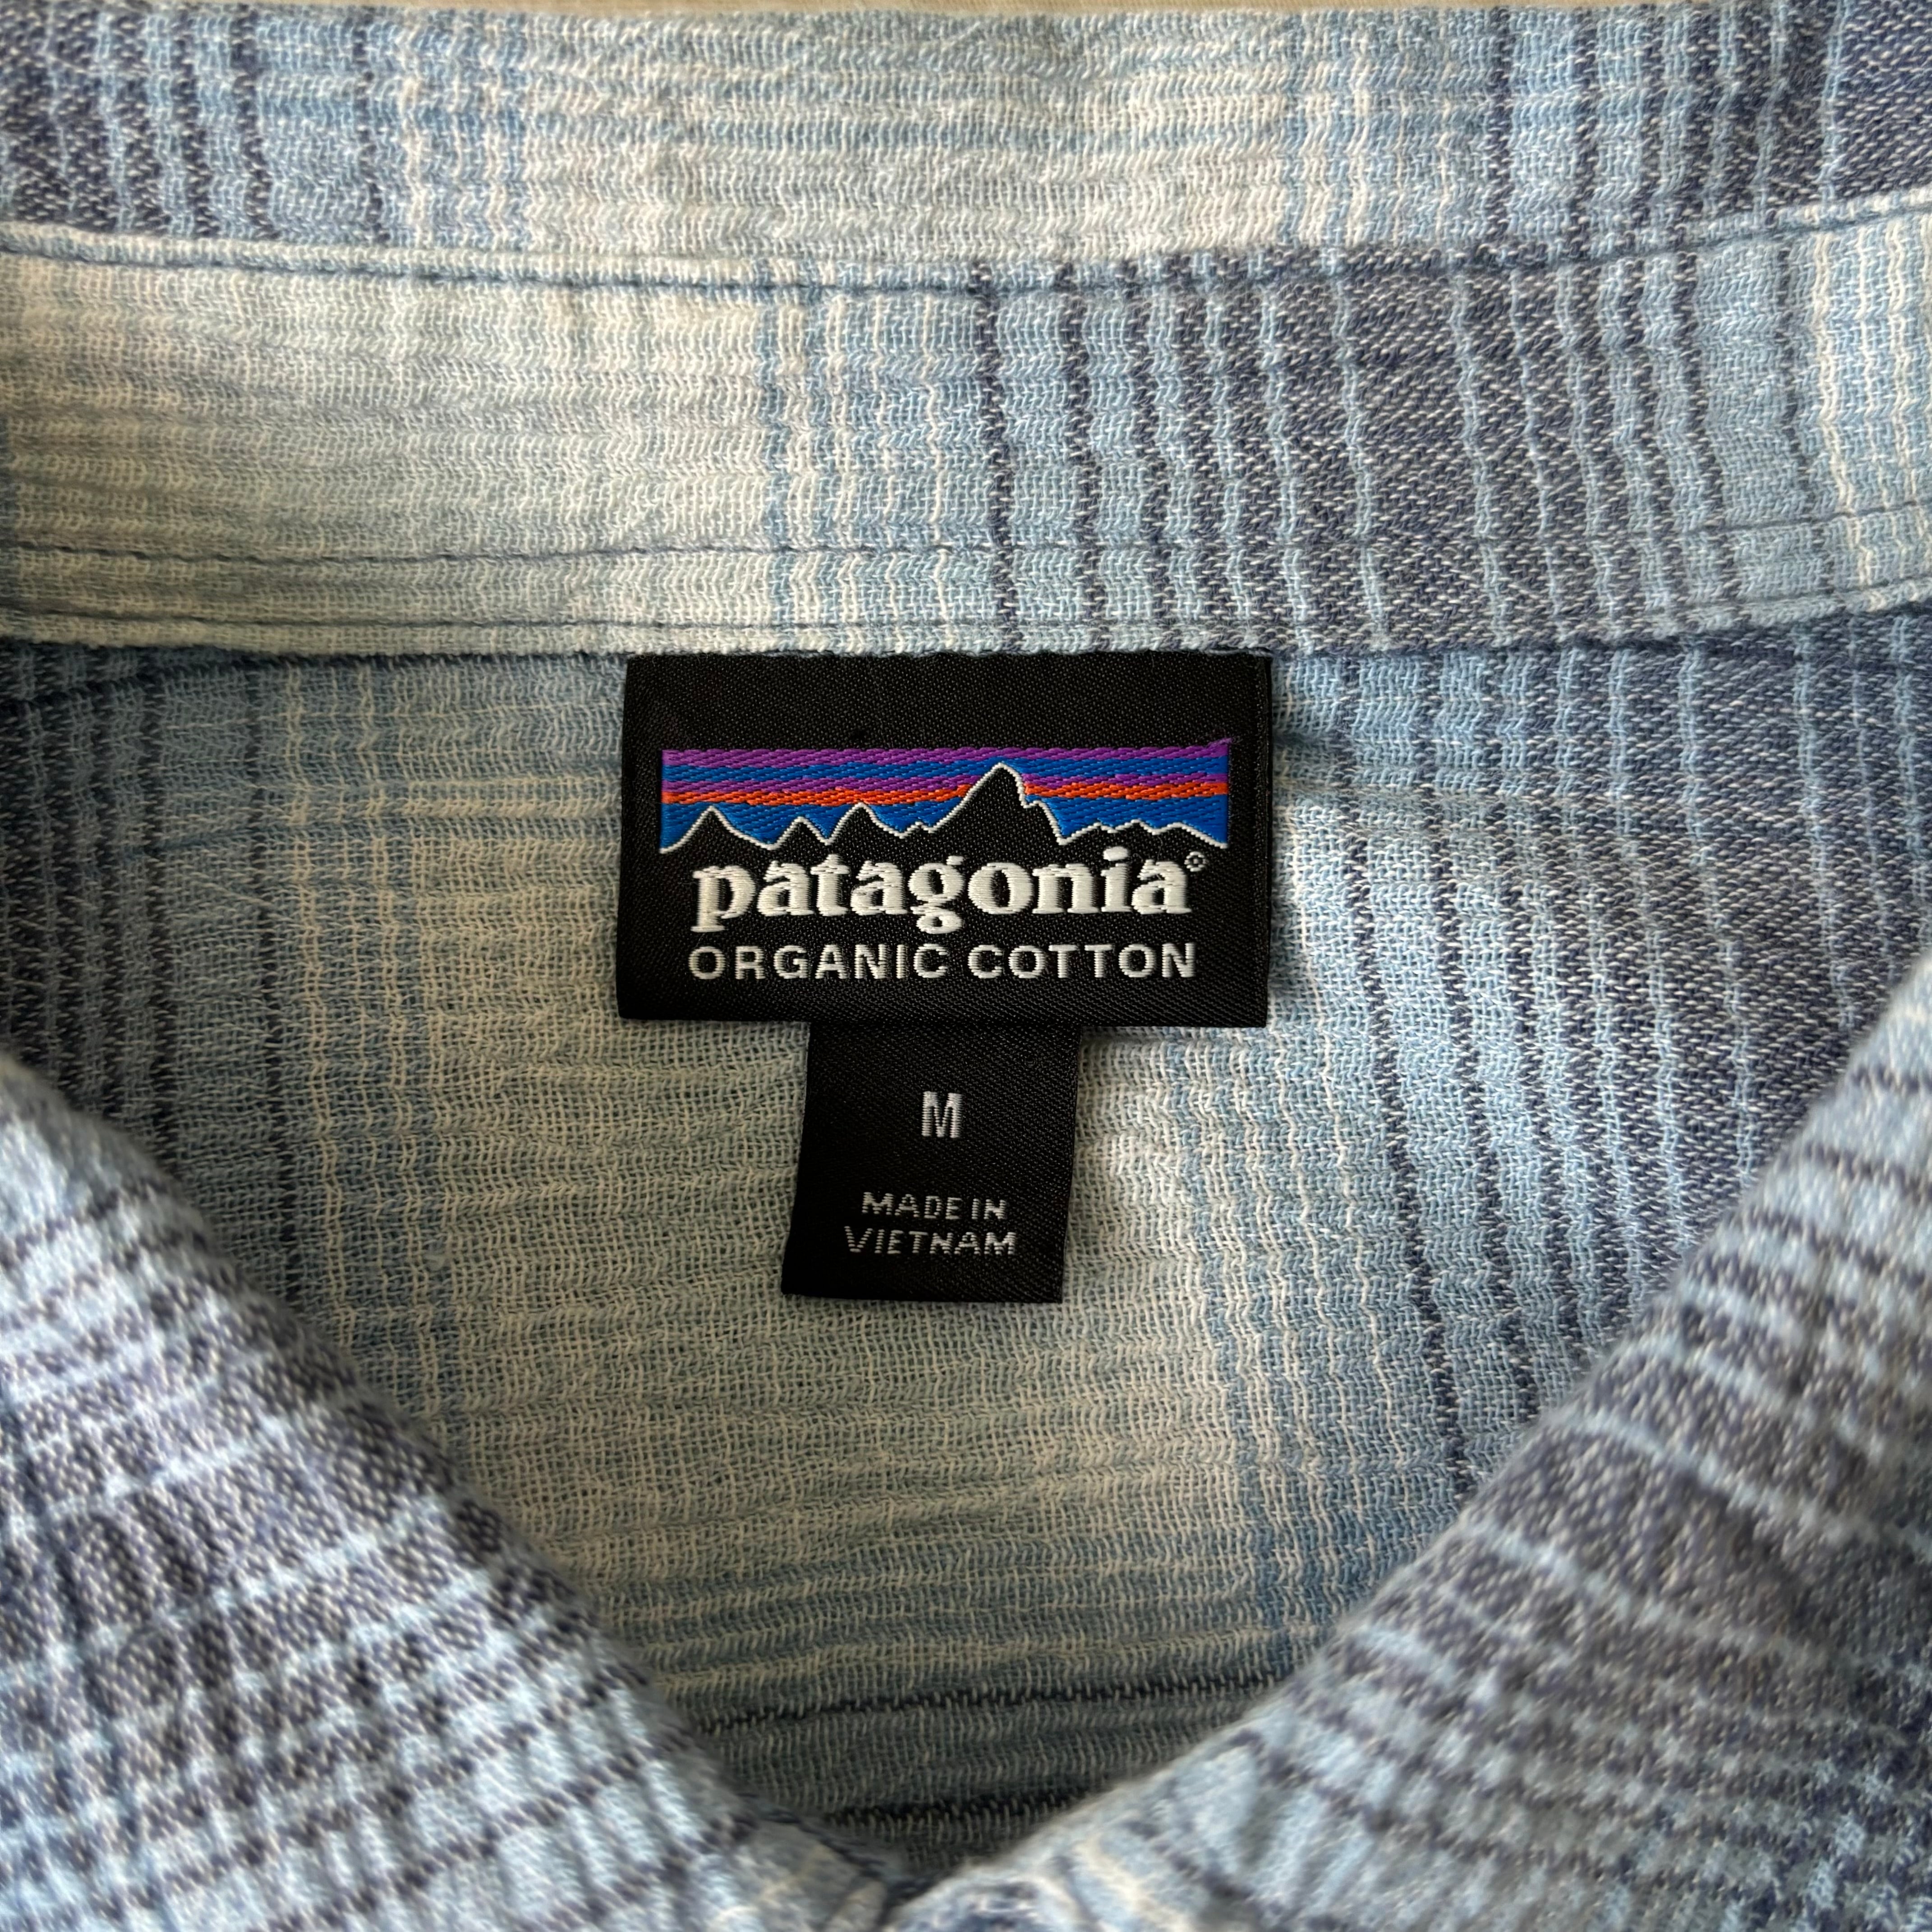 patagonia®
ORGANIC COTTON
M
MADE IN
VIETNAM